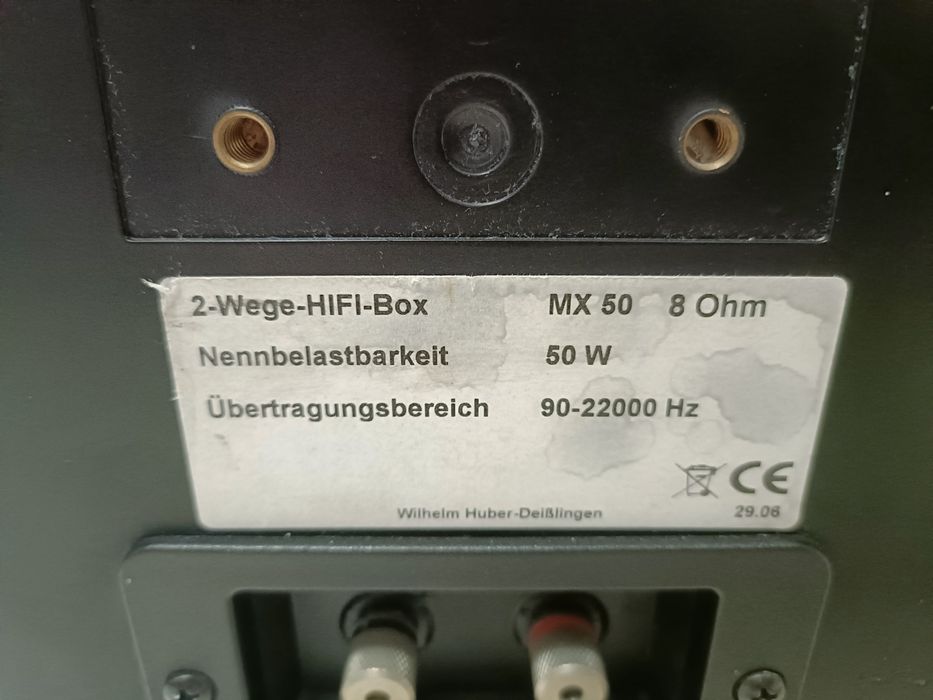 2-Wege-HIFI-Box MX 50 8 Ohm
Nennbelastbarkeit 50 W
Übertragungsbereich 90-22000 Hz
CE
Wilhelm Huber-Deißlingen 29.06